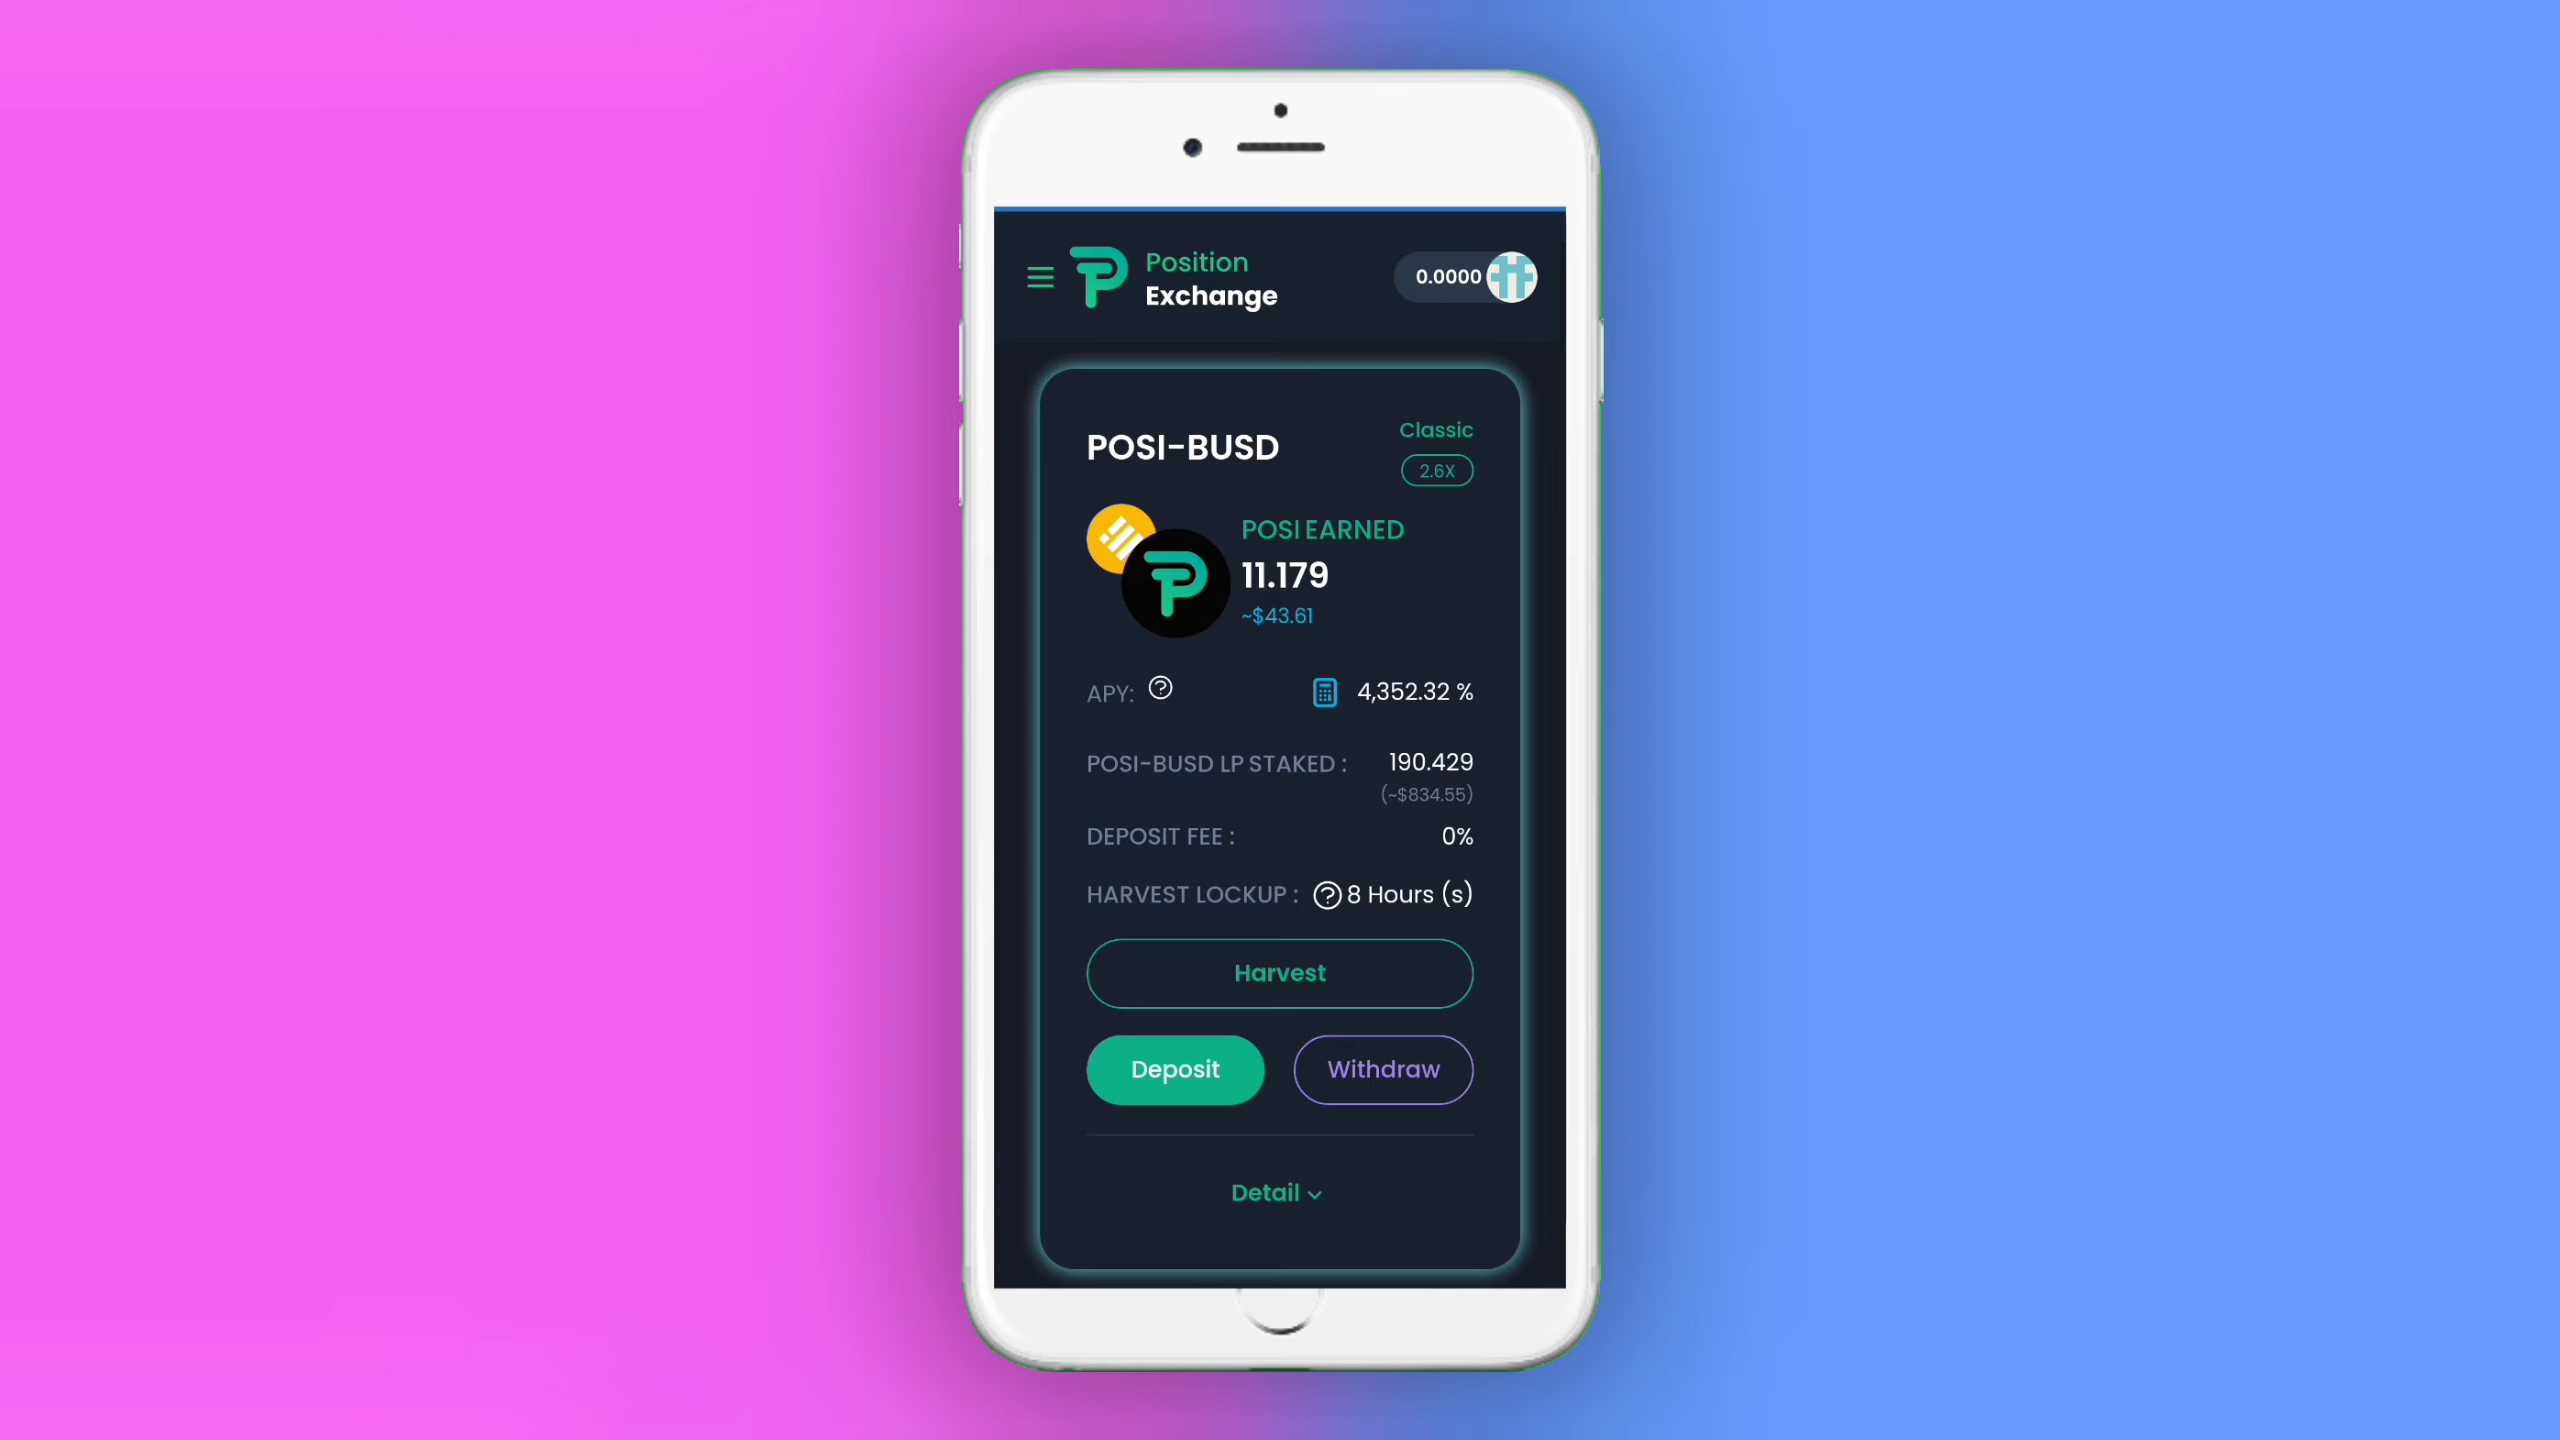 Position
Exchange
0.0000
POSI-BUSD
Classic
2.6X
POSI EARNED
11.179
~$43.61
APY: ? 4,352.32 %
POSI-BUSD LP STAKED : 190.429
(~$834.55)
DEPOSIT FEE : 0%
HARVEST LOCKUP : ? 8 Hours (s)
Harvest
Deposit Withdraw
Detail